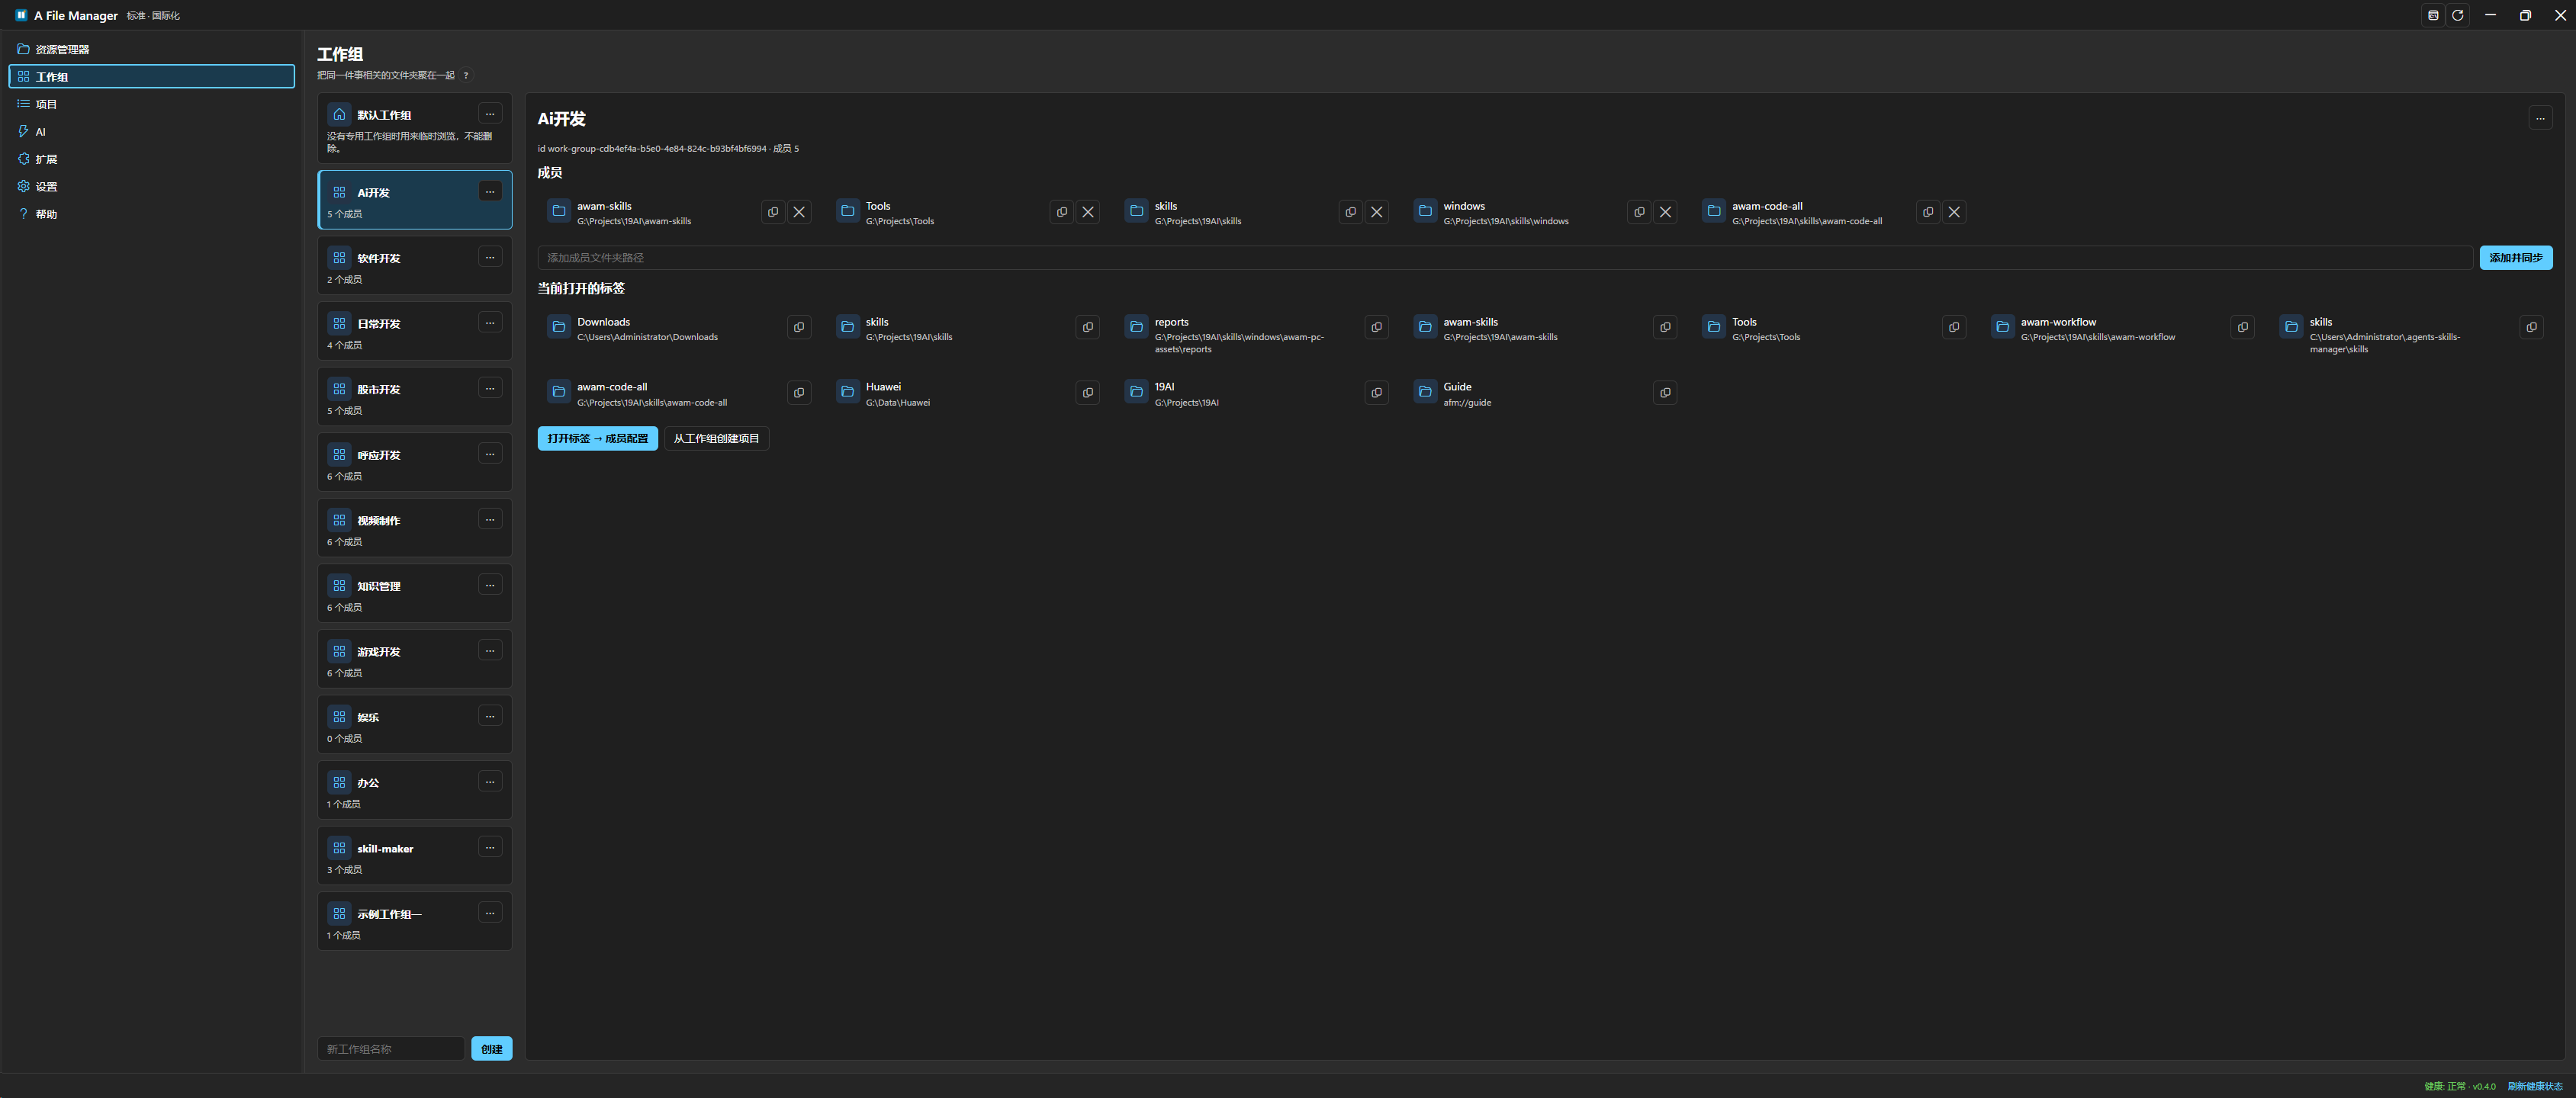 A File Manager 标准 · 国际化
资源管理器
工作组
项目
AI
扩展
设置
帮助
工作组
把同一件事相关的文件夹聚在一起 ?
默认工作组
...
没有专用工作组时用来临时浏览，不能删
除。
Ai开发
...
5 个成员
软件开发
...
2 个成员
日常开发
...
4 个成员
股市开发
...
5 个成员
呼应开发
...
6 个成员
视频制作
...
6 个成员
知识管理
...
6 个成员
游戏开发
...
6 个成员
娱乐
...
0 个成员
办公
...
1 个成员
skill-maker
...
3 个成员
示例工作组一
...
1 个成员
新工作组名称
创建
Ai开发
...
id work-group-cdb4ef4a-b5e0-4e84-824c-b93bf4bf6994 · 成员 5
成员
awam-skills
G:\Projects\19AI\awam-skills
Tools
G:\Projects\Tools
skills
G:\Projects\19AI\skills
windows
G:\Projects\19AI\skills\windows
awam-code-all
G:\Projects\19AI\skills\awam-code-all
添加成员文件夹路径
添加并同步
当前打开的标签
Downloads
C:\Users\Administrator\Downloads
skills
G:\Projects\19AI\skills
reports
G:\Projects\19AI\skills\windows\awam-pc-
assets\reports
awam-skills
G:\Projects\19AI\awam-skills
Tools
G:\Projects\Tools
awam-workflow
G:\Projects\19AI\skills\awam-workflow
skills
C:\Users\Administrator\.agents-skills-
manager\skills
awam-code-all
G:\Projects\19AI\skills\awam-code-all
Huawei
G:\Data\Huawei
19AI
G:\Projects\19AI
Guide
afm://guide
打开标签 → 成员配置
从工作组创建项目
健康: 正常 · v0.4.0 刷新健康状态